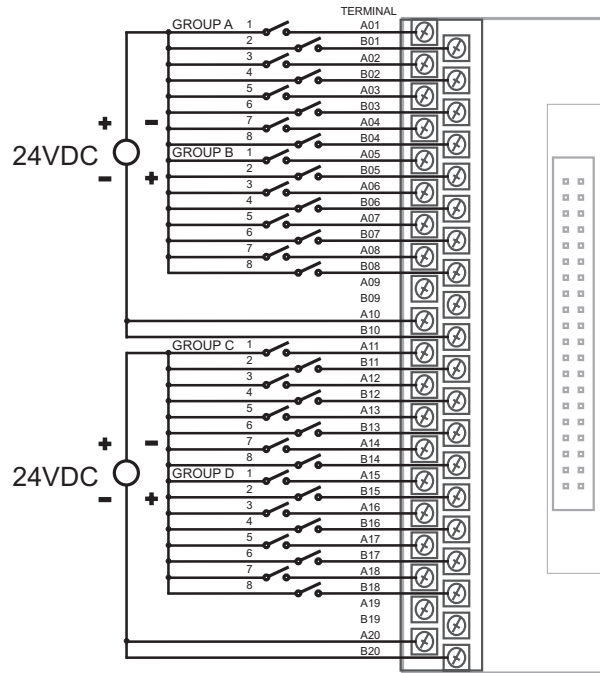 TERMINAL
GROUP A 1 A01
2 B01
3 A02
4 B02
5 A03
6 B03
7 A04
8 B04
GROUP B 1 A05
2 B05
3 A06
4 B06
5 A07
6 B07
7 A08
8 B08
A09
B09
A10
B10
+ -
24VDC
- +
GROUP C 1 A11
2 B11
3 A12
4 B12
5 A13
6 B13
7 A14
8 B14
GROUP D 1 A15
2 B15
3 A16
4 B16
5 A17
6 B17
7 A18
8 B18
A19
B19
A20
B20
+ -
24VDC
- +